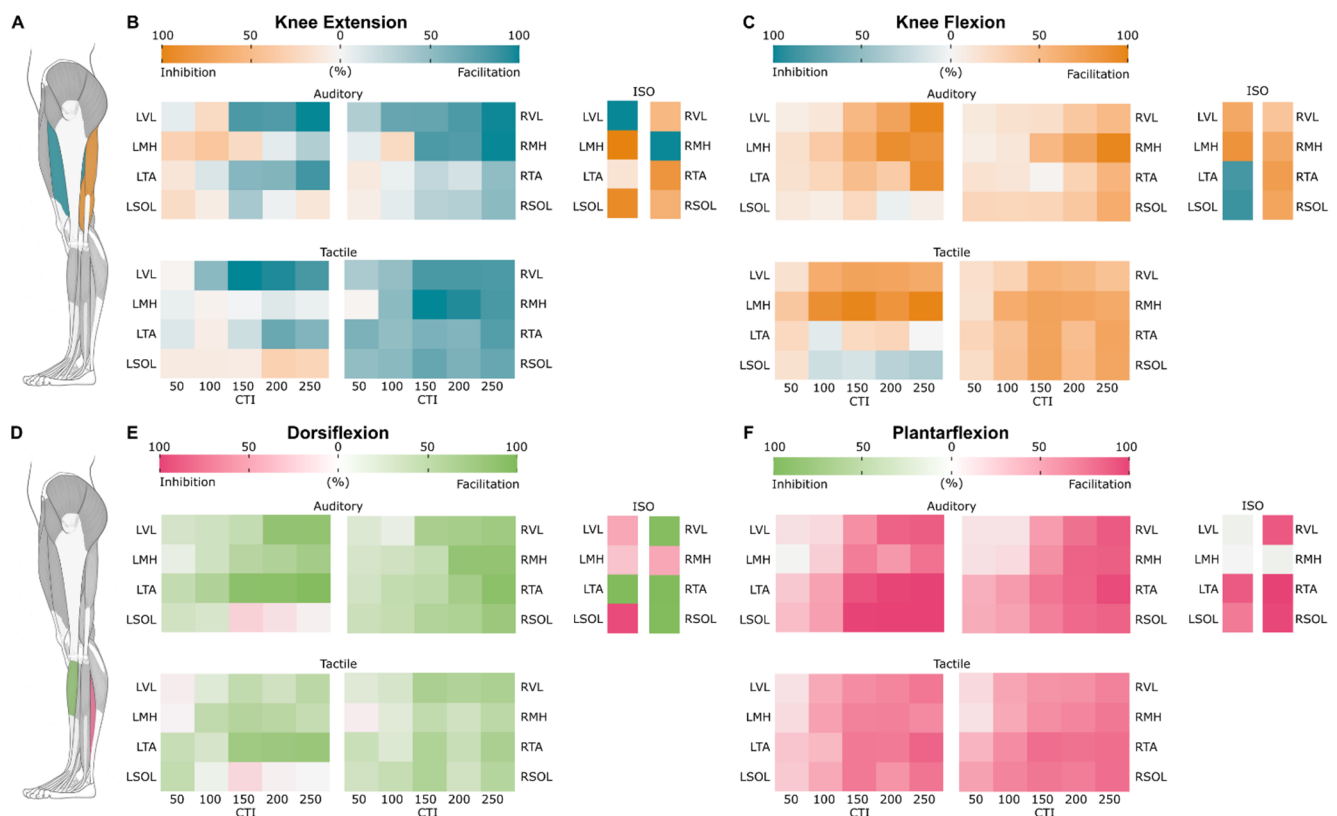 A
B Knee Extension
100 50 0 50 100
Inhibition (%) Facilitation
Auditory
ISO
LVL RVL LVL RVL
LMH RMH LMH RMH
LTA RTA LTA RTA
LSOL RSOL LSOL RSOL
Tactile
LVL RVL
LMH RMH
LTA RTA
LSOL RSOL
50 100 150 200 250 50 100 150 200 250
CTI CTI
C Knee Flexion
100 50 0 50 100
Inhibition (%) Facilitation
Auditory
ISO
LVL RVL LVL RVL
LMH RMH LMH RMH
LTA RTA LTA RTA
LSOL RSOL LSOL RSOL
Tactile
LVL RVL
LMH RMH
LTA RTA
LSOL RSOL
50 100 150 200 250 50 100 150 200 250
CTI CTI
D
E Dorsiflexion
100 50 0 50 100
Inhibition (%) Facilitation
Auditory
ISO
LVL RVL LVL RVL
LMH RMH LMH RMH
LTA RTA LTA RTA
LSOL RSOL LSOL RSOL
Tactile
LVL RVL
LMH RMH
LTA RTA
LSOL RSOL
50 100 150 200 250 50 100 150 200 250
CTI CTI
F Plantarflexion
100 50 0 50 100
Inhibition (%) Facilitation
Auditory
ISO
LVL RVL LVL RVL
LMH RMH LMH RMH
LTA RTA LTA RTA
LSOL RSOL LSOL RSOL
Tactile
LVL RVL
LMH RMH
LTA RTA
LSOL RSOL
50 100 150 200 250 50 100 150 200 250
CTI CTI